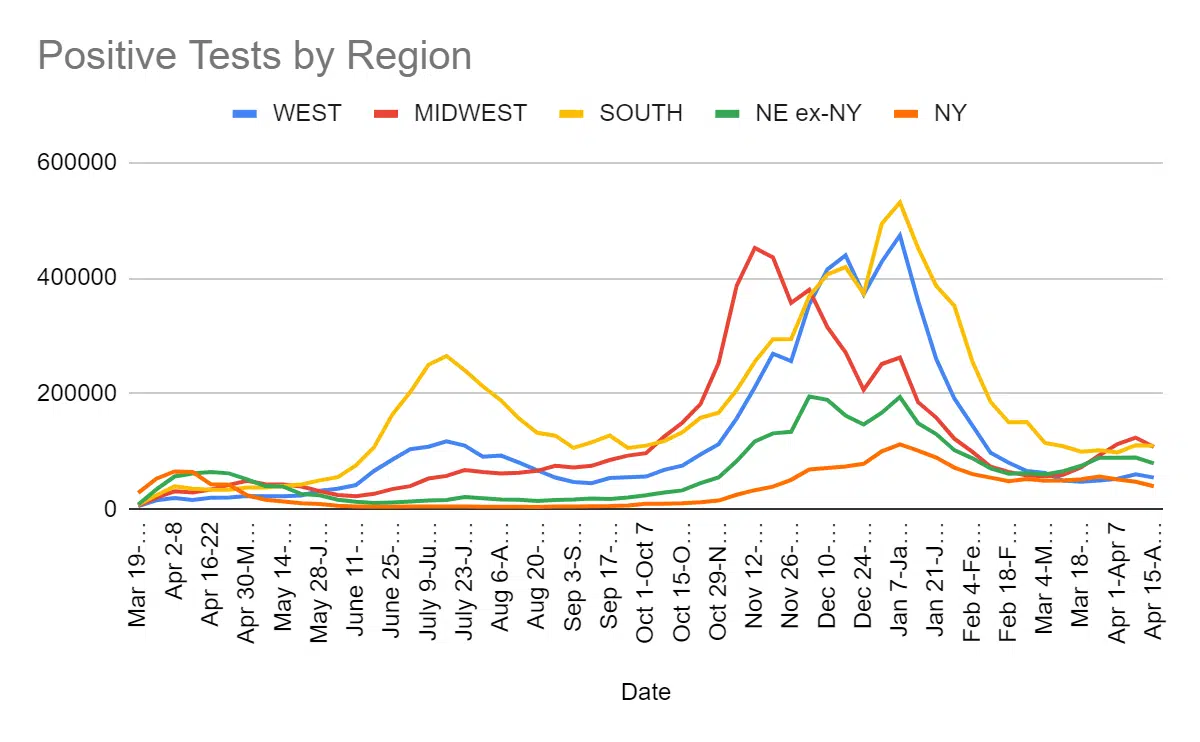 Positive Tests by Region
WEST MIDWEST SOUTH NE ex-NY NY
600000
400000
200000
0
Mar 19-…
Apr 2-8
Apr 16-22
Apr 30-M…
May 14-…
May 28-J…
June 11-…
June 25-…
July 9-Ju…
July 23-J…
Aug 6-A…
Aug 20-…
Sep 3-S…
Sep 17-…
Oct 1-Oct 7
Oct 15-O…
Oct 29-N…
Nov 12-…
Nov 26-…
Dec 10-…
Dec 24-…
Jan 7-Ja…
Jan 21-J…
Feb 4-Fe…
Feb 18-F…
Mar 4-M…
Mar 18-…
Apr 1-Apr 7
Apr 15-A…
Date